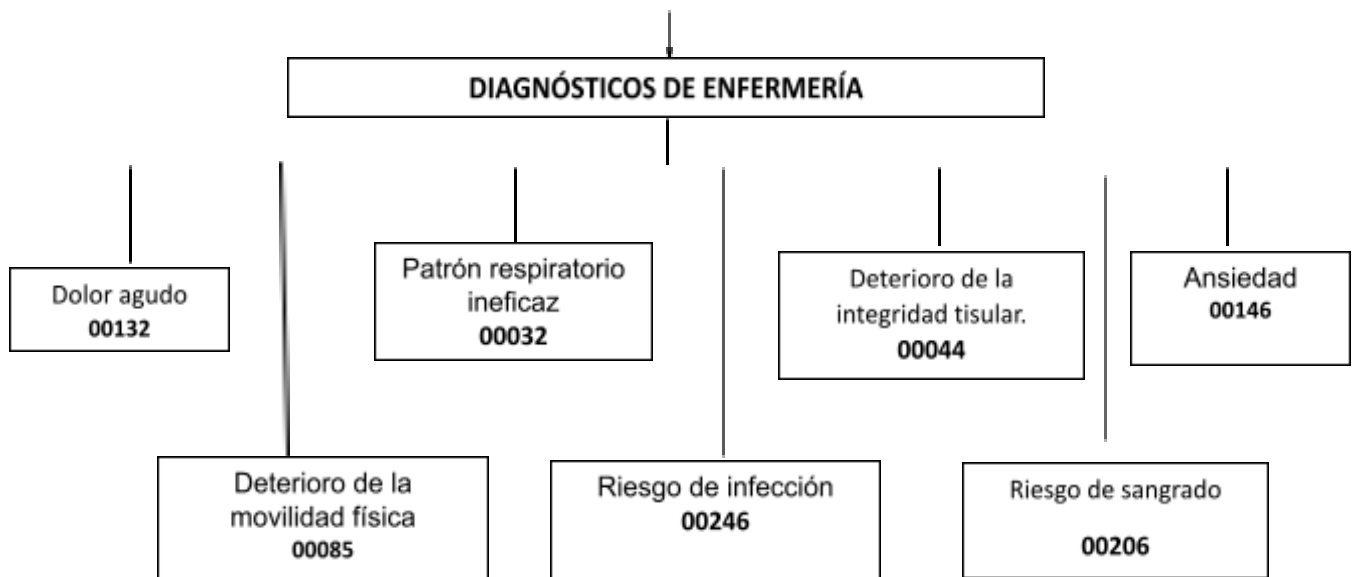 DIAGNÓSTICOS DE ENFERMERÍA
Dolor agudo
00132
Patrón respiratorio
ineficaz
00032
Deterioro de la
integridad tisular.
00044
Ansiedad
00146
Deterioro de la
movilidad física
00085
Riesgo de infección
00246
Riesgo de sangrado
00206